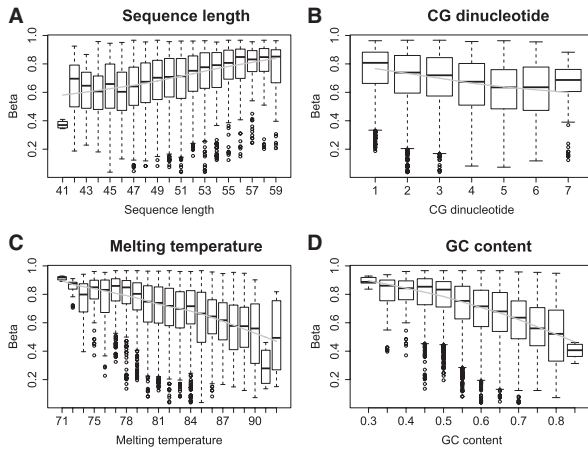 A Sequence length
1.0
0.8
0.6
0.4
0.2
Beta
41 43 45 47 49 51 53 55 57 59
Sequence length
B CG dinucleotide
1.0
0.8
0.6
0.4
0.2
Beta
1 2 3 4 5 6 7
CG dinucleotide
C Melting temperature
1.0
0.8
0.6
0.4
0.2
Beta
71 75 78 81 84 87 90
Melting temperature
D GC content
1.0
0.8
0.6
0.4
0.2
Beta
0.3 0.4 0.5 0.6 0.7 0.8
GC content